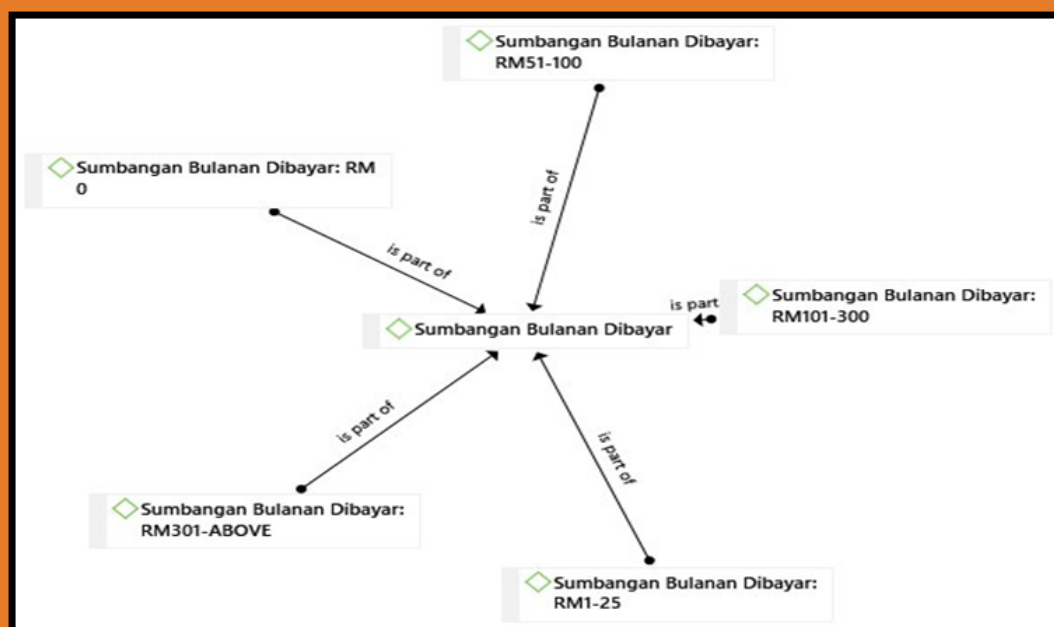 Sumbangan Bulanan Dibayar:
RM51-100
Sumbangan Bulanan Dibayar: RM
0
is part of
is part of
Sumbangan Bulanan Dibayar:
RM101-300
is part
Sumbangan Bulanan Dibayar
is part of
is part of
Sumbangan Bulanan Dibayar:
RM301-ABOVE
Sumbangan Bulanan Dibayar:
RM1-25